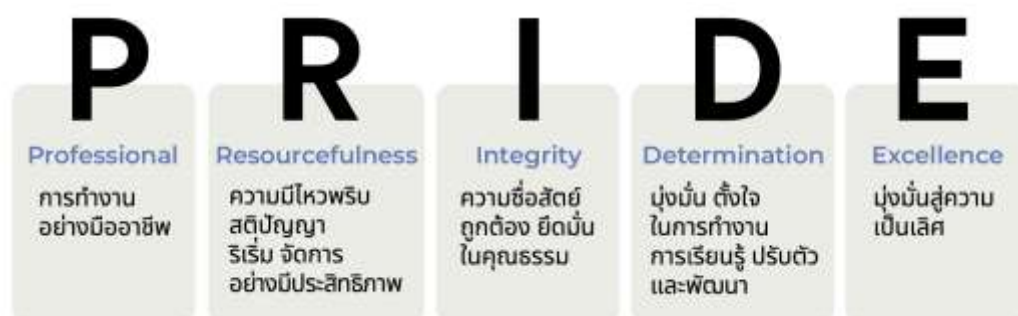 P
Professional
การทำงาน
อย่างมืออาชีพ
R
Resourcefulness
ความมีไหวพริบ
สติปัญญา
ริเริ่ม จัดการ
อย่างมีประสิทธิภาพ
I
Integrity
ความซื่อสัตย์
ถูกต้อง ยึดมั่น
ในคุณธรรม
D
Determination
มุ่งมั่น ตั้งใจ
ในการทำงาน
การเรียนรู้ ปรับตัว
และพัฒนา
E
Excellence
มุ่งมั่นสู่ความ
เป็นเลิศ